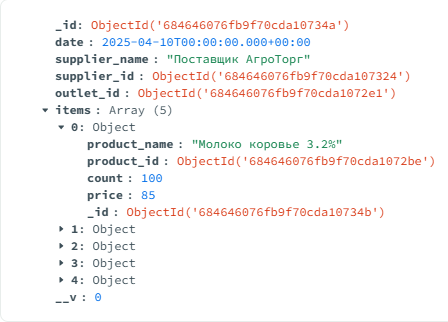 _id: ObjectId('684646076fb9f70cda10734a')
date : 2025-04-10T00:00:00.000+00:00
supplier_name : "Поставщик АгроТорг"
supplier_id : ObjectId('684646076fb9f70cda107324')
outlet_id : ObjectId('684646076fb9f70cda1072e1')
items : Array (5)
0: Object
product_name : "Молоко коровье 3.2%"
product_id : ObjectId('684646076fb9f70cda1072be')
count : 100
price : 85
_id : ObjectId('684646076fb9f70cda10734b')
1: Object
2: Object
3: Object
4: Object
__v : 0